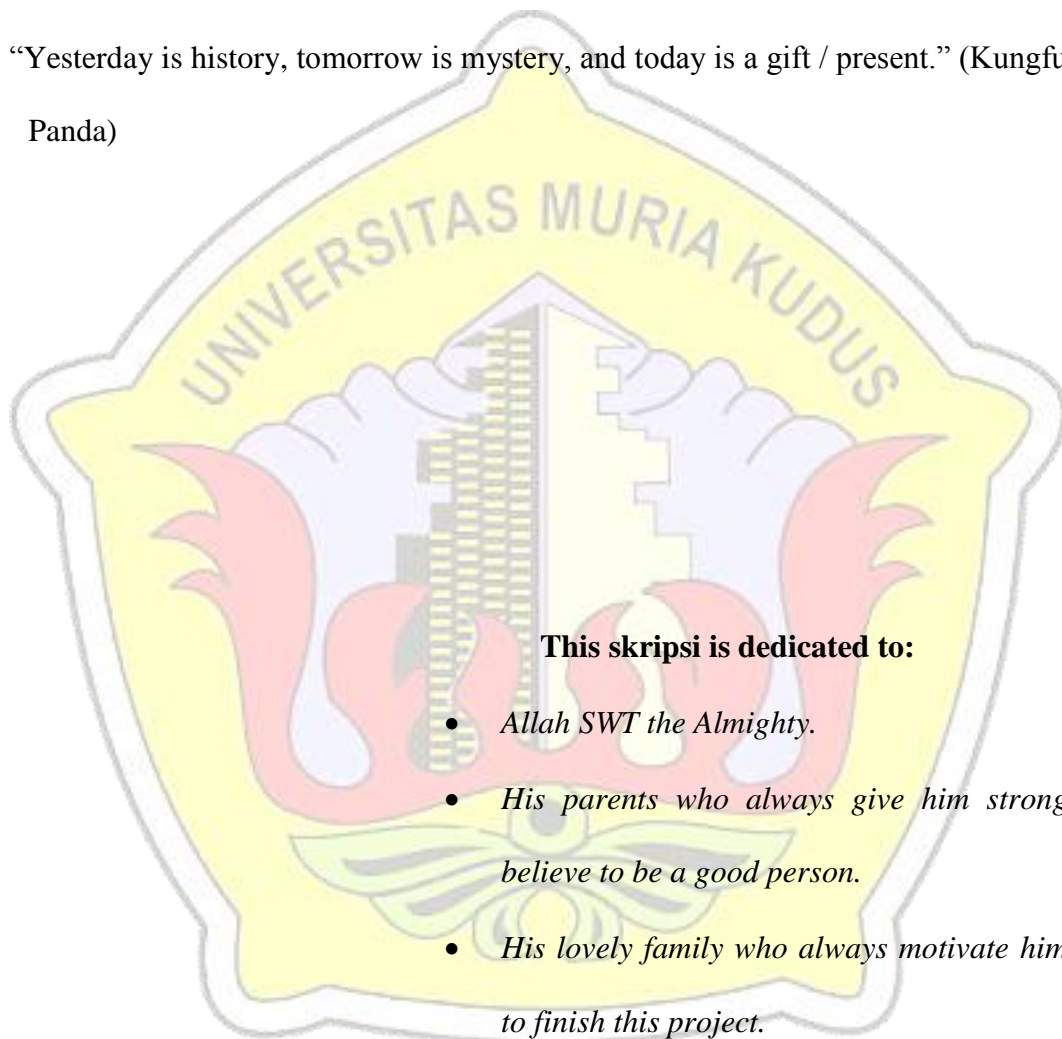 “Yesterday is history, tomorrow is mystery, and today is a gift / present.” (Kungfu
Panda)
UNIVERSITAS MURIA KUDUS
This skripsi is dedicated to:
• Allah SWT the Almighty.
• His parents who always give him strong
believe to be a good person.
• His lovely family who always motivate him
to finish this project.